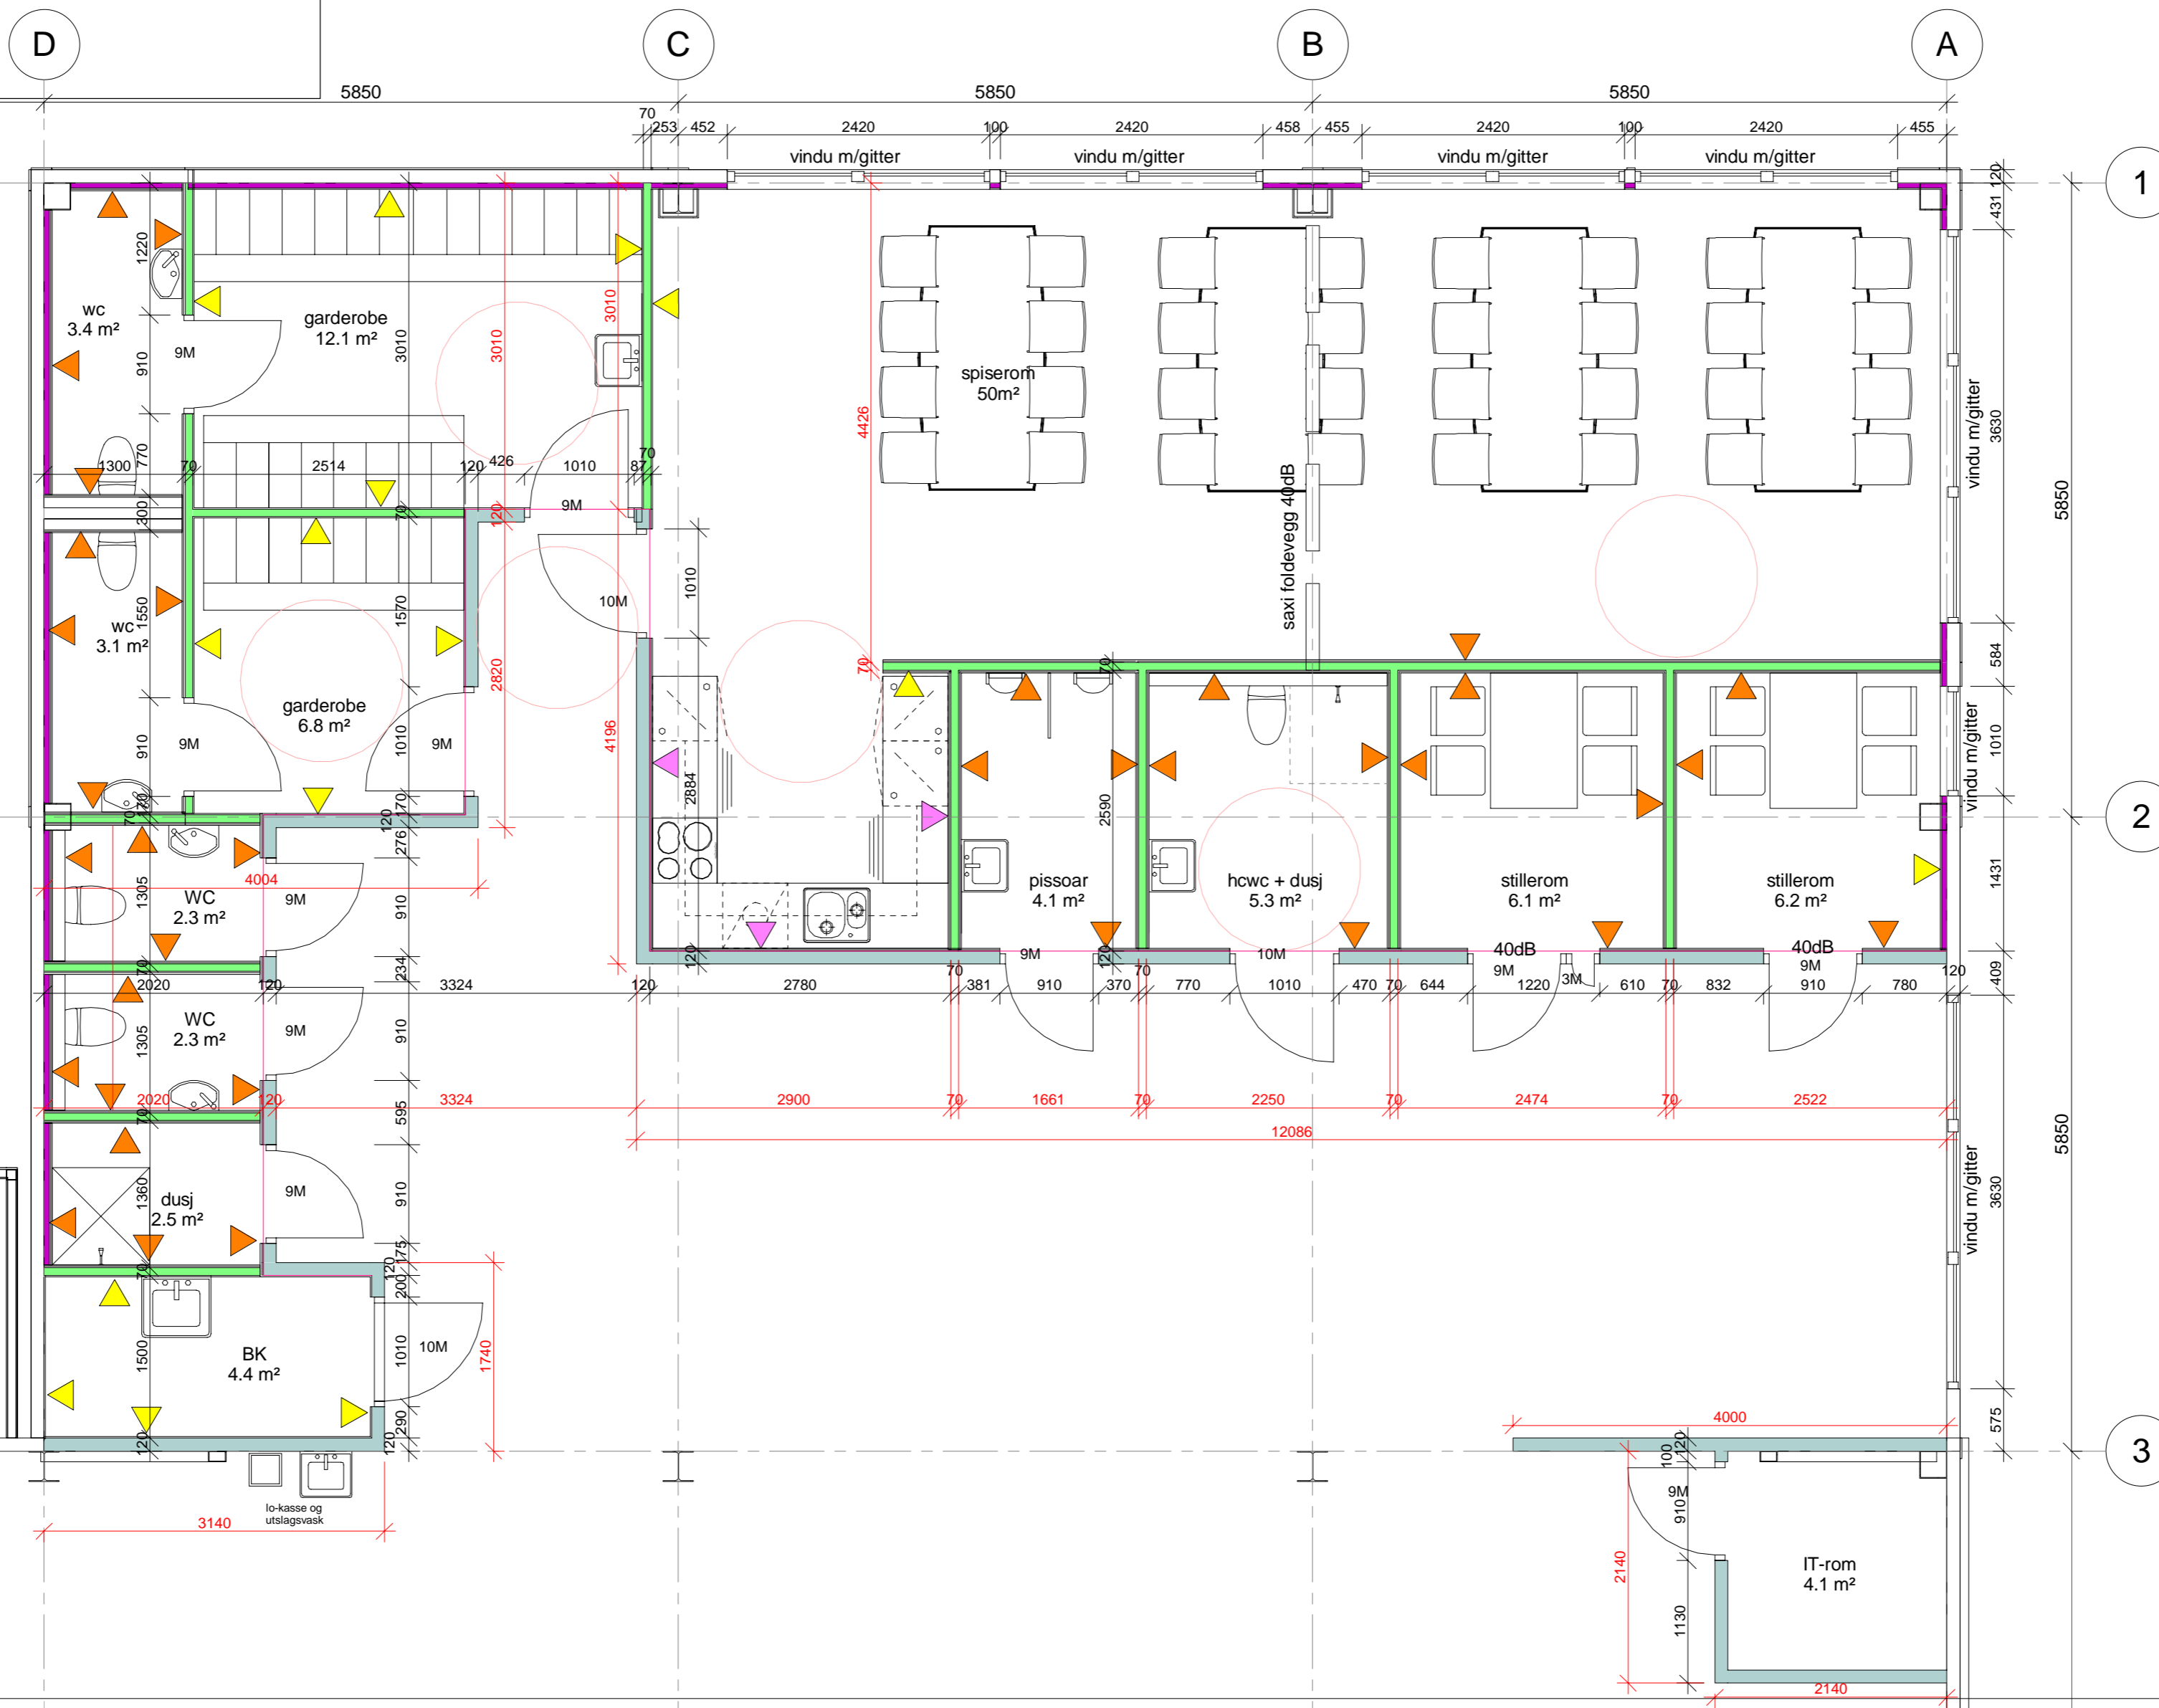 D
C
B
A
5850
5850
5850
70
253
452
2420
100
2420
458
455
2420
100
2420
455
vindu m/gitter
vindu m/gitter
vindu m/gitter
vindu m/gitter
1
120
431
1220
wc
3.4 m²
910
9M
garderobe
12.1 m²
3010
3010
3010
4426
spiserom
50m²
vindu m/gitter
3630
5850
770
1300
70
2514
120
426
1010
87
70
9M
300
70
120
saxi foldevegg 40dB
1010
10M
1550
wc
3.1 m²
1570
2820
70
70
584
garderobe
6.8 m²
910
9M
1010
9M
4196
2884
2590
vindu m/gitter
1010
170
70
170
120
276
2
4004
WC
2.3 m²
1305
9M
910
pissoar
4.1 m²
hcwc + dusj
5.3 m²
stillerom
6.1 m²
stillerom
6.2 m²
1431
40dB
40dB
9M
10M
9M
3M
9M
120
120
70
234
2020
120
3324
120
2780
70
381
910
370
70
770
1010
470
70
644
1220
610
70
832
910
780
120
409
WC
2.3 m²
1305
9M
910
2020
120
3324
2900
70
1661
70
2250
70
2474
70
2522
12086
70
595
dusj
2.5 m²
1360
9M
910
vindu m/gitter
3630
5850
175
120
200
70
BK
4.4 m²
1500
1010
10M
1740
290
120
120
575
4000
3
120
100
9M
910
lo-kasse og
utslagsvask
3140
2140
IT-rom
4.1 m²
1130
2140